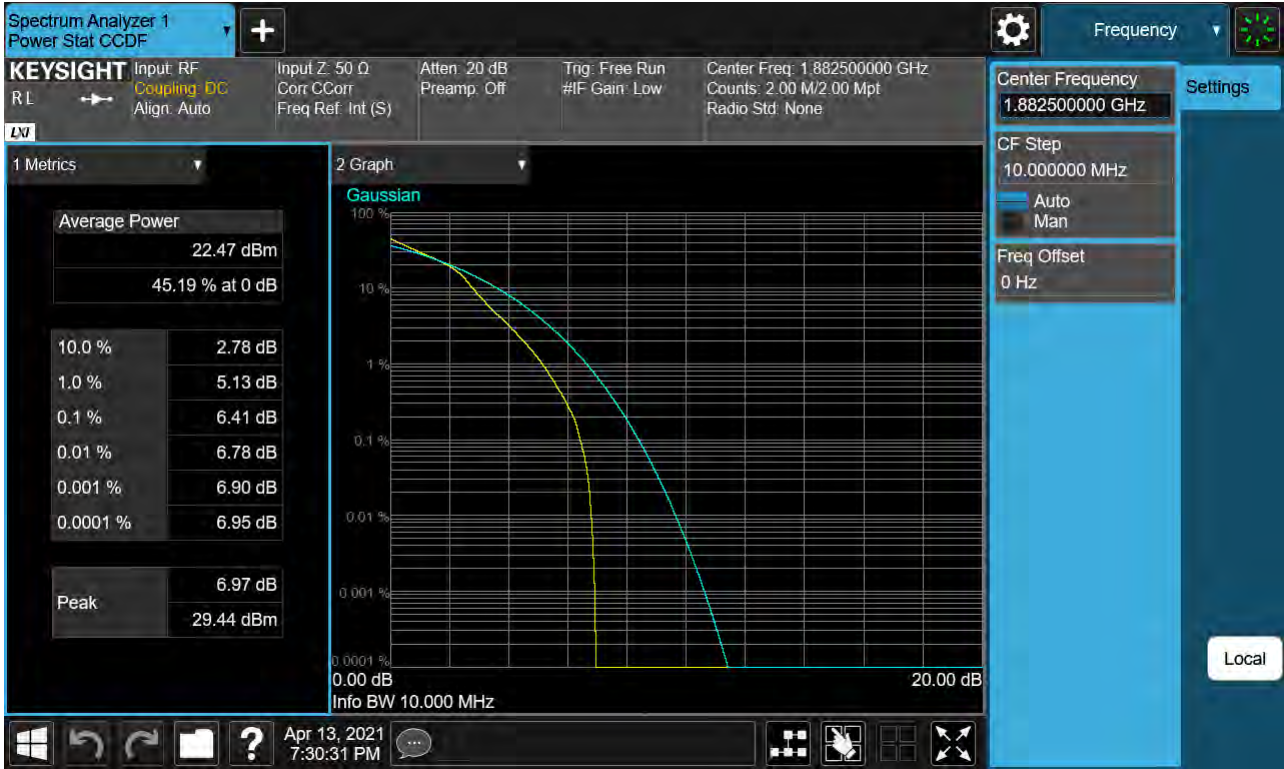 Spectrum Analyzer 1
Power Stat CCDF
Frequency
KEYSIGHT
RL
LXI
Input: RF
Coupling: DC
Align: Auto
Input Z: 50 Ω
Corr CCorr
Freq Ref: Int (S)
Atten: 20 dB
Preamp: Off
Trig: Free Run
#IF Gain: Low
Center Freq: 1.882500000 GHz
Counts: 2.00 M/2.00 Mpt
Radio Std: None
1 Metrics
Average Power
22.47 dBm
45.19 % at 0 dB
10.0 % 2.78 dB
1.0 % 5.13 dB
0.1 % 6.41 dB
0.01 % 6.78 dB
0.001 % 6.90 dB
0.0001 % 6.95 dB
Peak 6.97 dB
29.44 dBm
2 Graph
Gaussian
100 %
10 %
1 %
0.1 %
0.01 %
0.001 %
0.0001 %
0.00 dB 20.00 dB
Info BW 10.000 MHz
Center Frequency
1.882500000 GHz
CF Step
10.000000 MHz
Auto
Man
Freq Offset
0 Hz
Settings
Local
?
Apr 13, 2021
7:30:31 PM